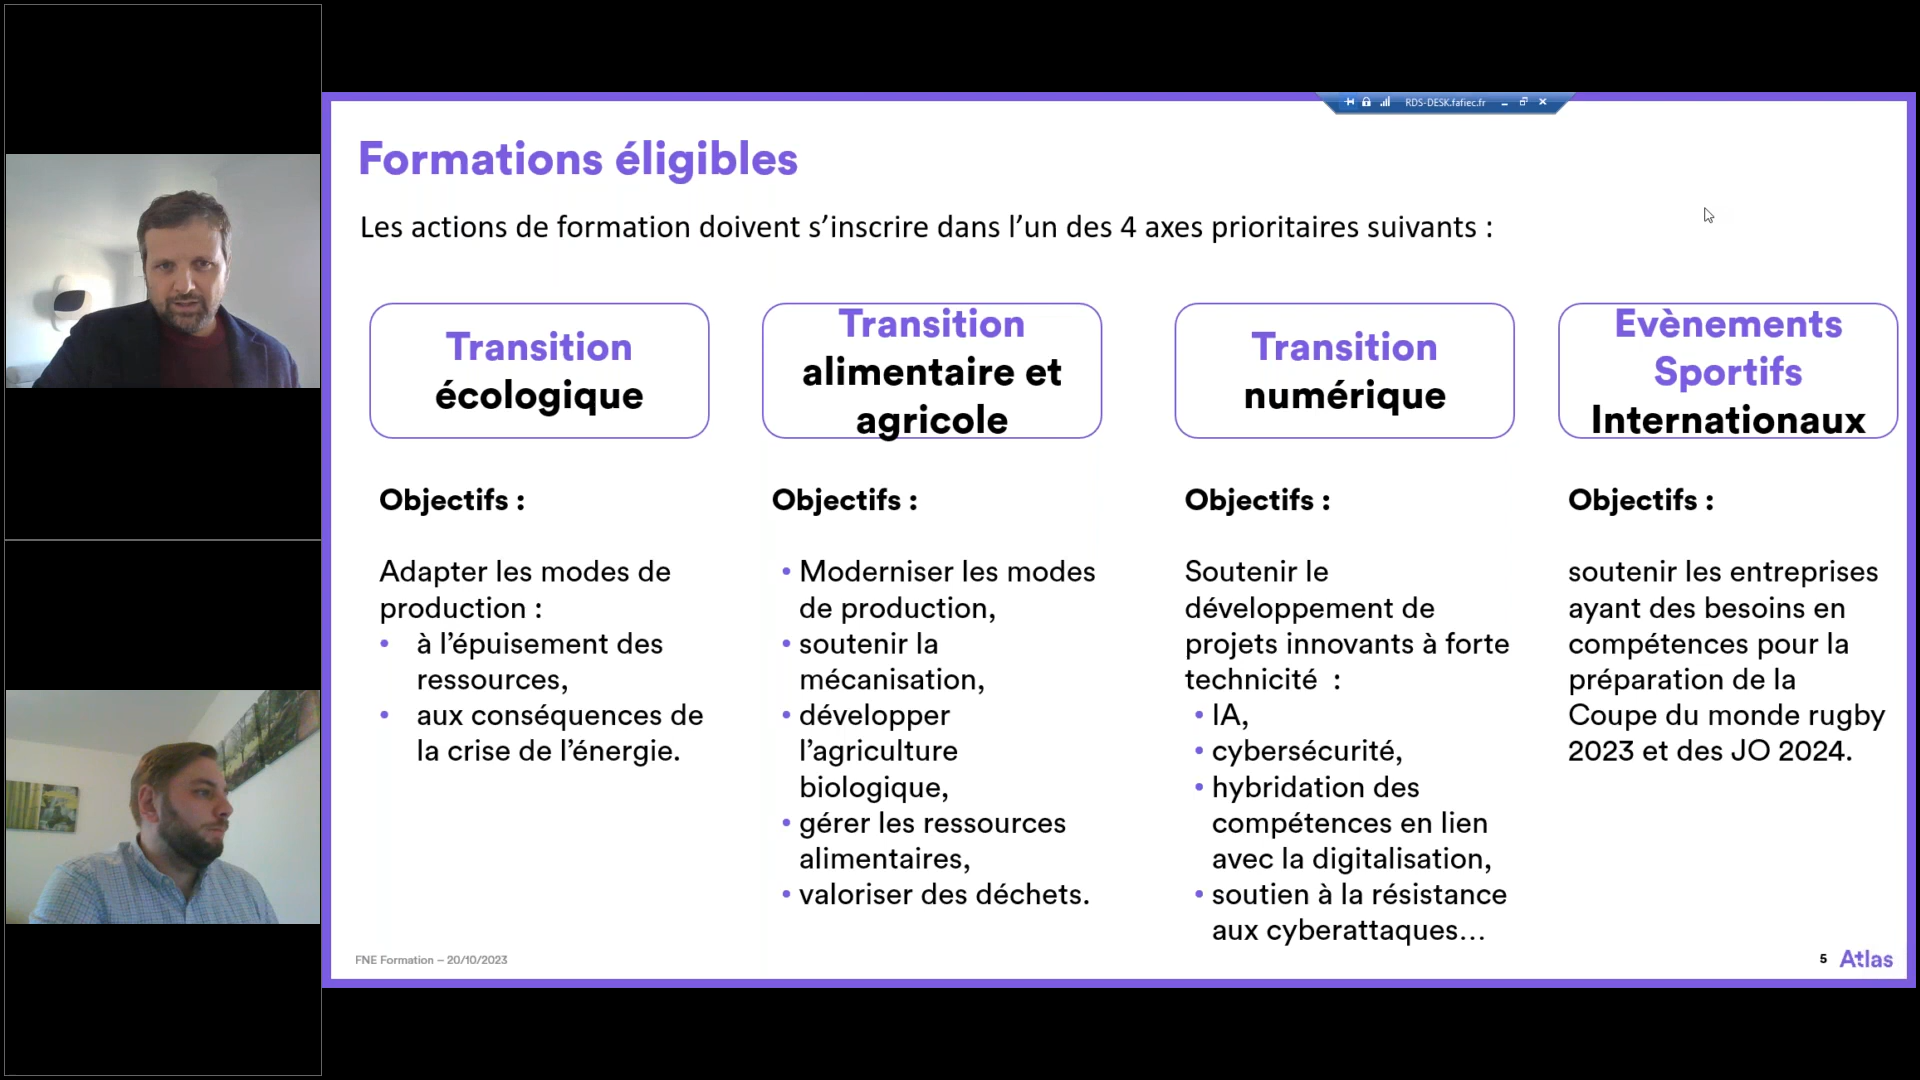 RDS-DESK.fafiec.fr
Formations éligibles
Les actions de formation doivent s’inscrire dans l’un des 4 axes prioritaires suivants :
Transition
écologique
Objectifs :
Adapter les modes de
production :
• à l’épuisement des
ressources,
• aux conséquences de
la crise de l’énergie.
Transition
alimentaire et
agricole
Objectifs :
• Moderniser les modes
de production,
• soutenir la
mécanisation,
• développer
l’agriculture
biologique,
• gérer les ressources
alimentaires,
• valoriser des déchets.
Transition
numérique
Objectifs :
Soutenir le
développement de
projets innovants à forte
technicité :
• IA,
• cybersécurité,
• hybridation des
compétences en lien
avec la digitalisation,
• soutien à la résistance
aux cyberattaques…
Evènements
Sportifs
Internationaux
Objectifs :
soutenir les entreprises
ayant des besoins en
compétences pour la
préparation de la
Coupe du monde rugby
2023 et des JO 2024.
FNE Formation – 20/10/2023
5 Atlas